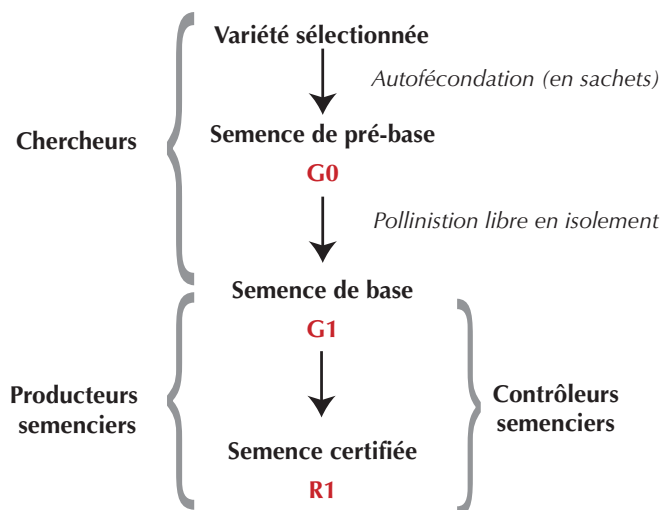 Variété sélectionnée
Autofécondation (en sachets)
Chercheurs
Semence de pré-base
G0
Pollinistion libre en isolement
Semence de base
G1
Producteurs
semenciers
Contrôleurs
semenciers
Semence certifiée
R1